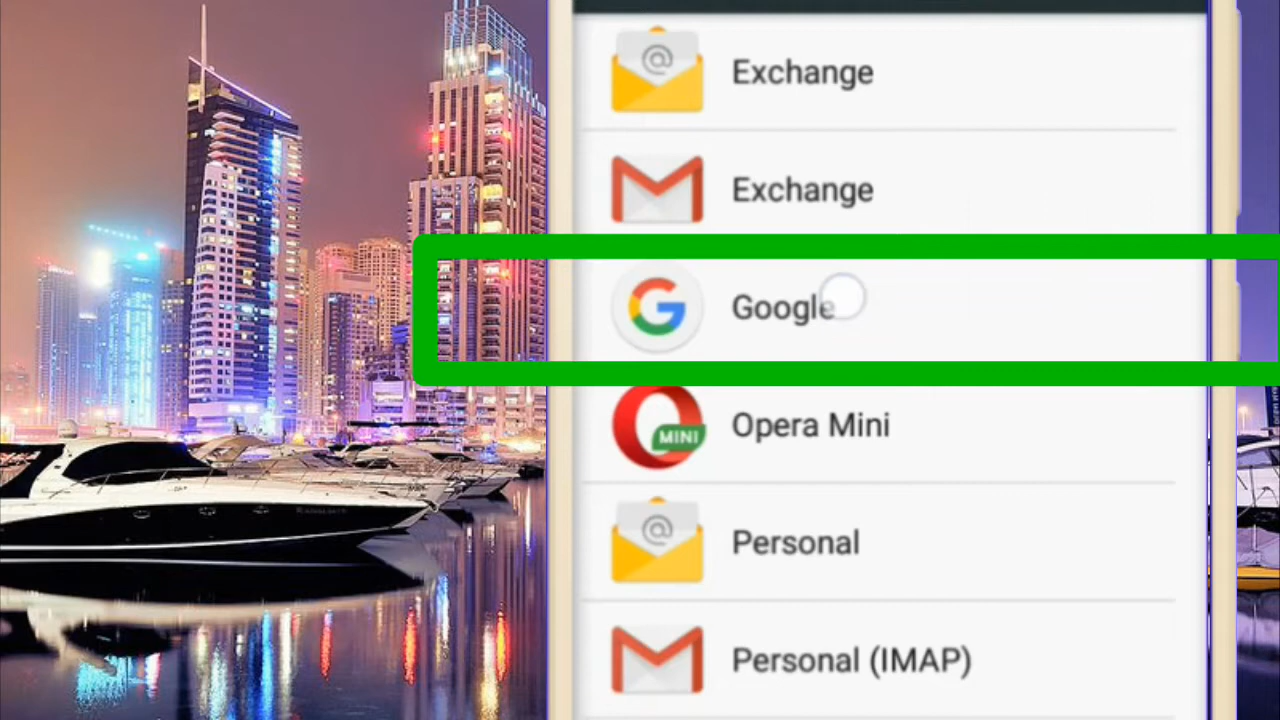 Exchange
Exchange
Google
Opera Mini
MINI
Personal
Personal (IMAP)